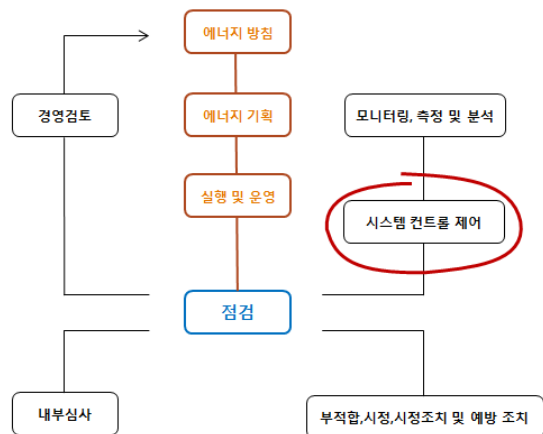 에너지 방침
경영검토
에너지 기획
모니터링, 측정 및 분석
실행 및 운영
시스템 컨트롤 제어
점검
내부심사
부적합,시정,시정조치 및 예방 조치